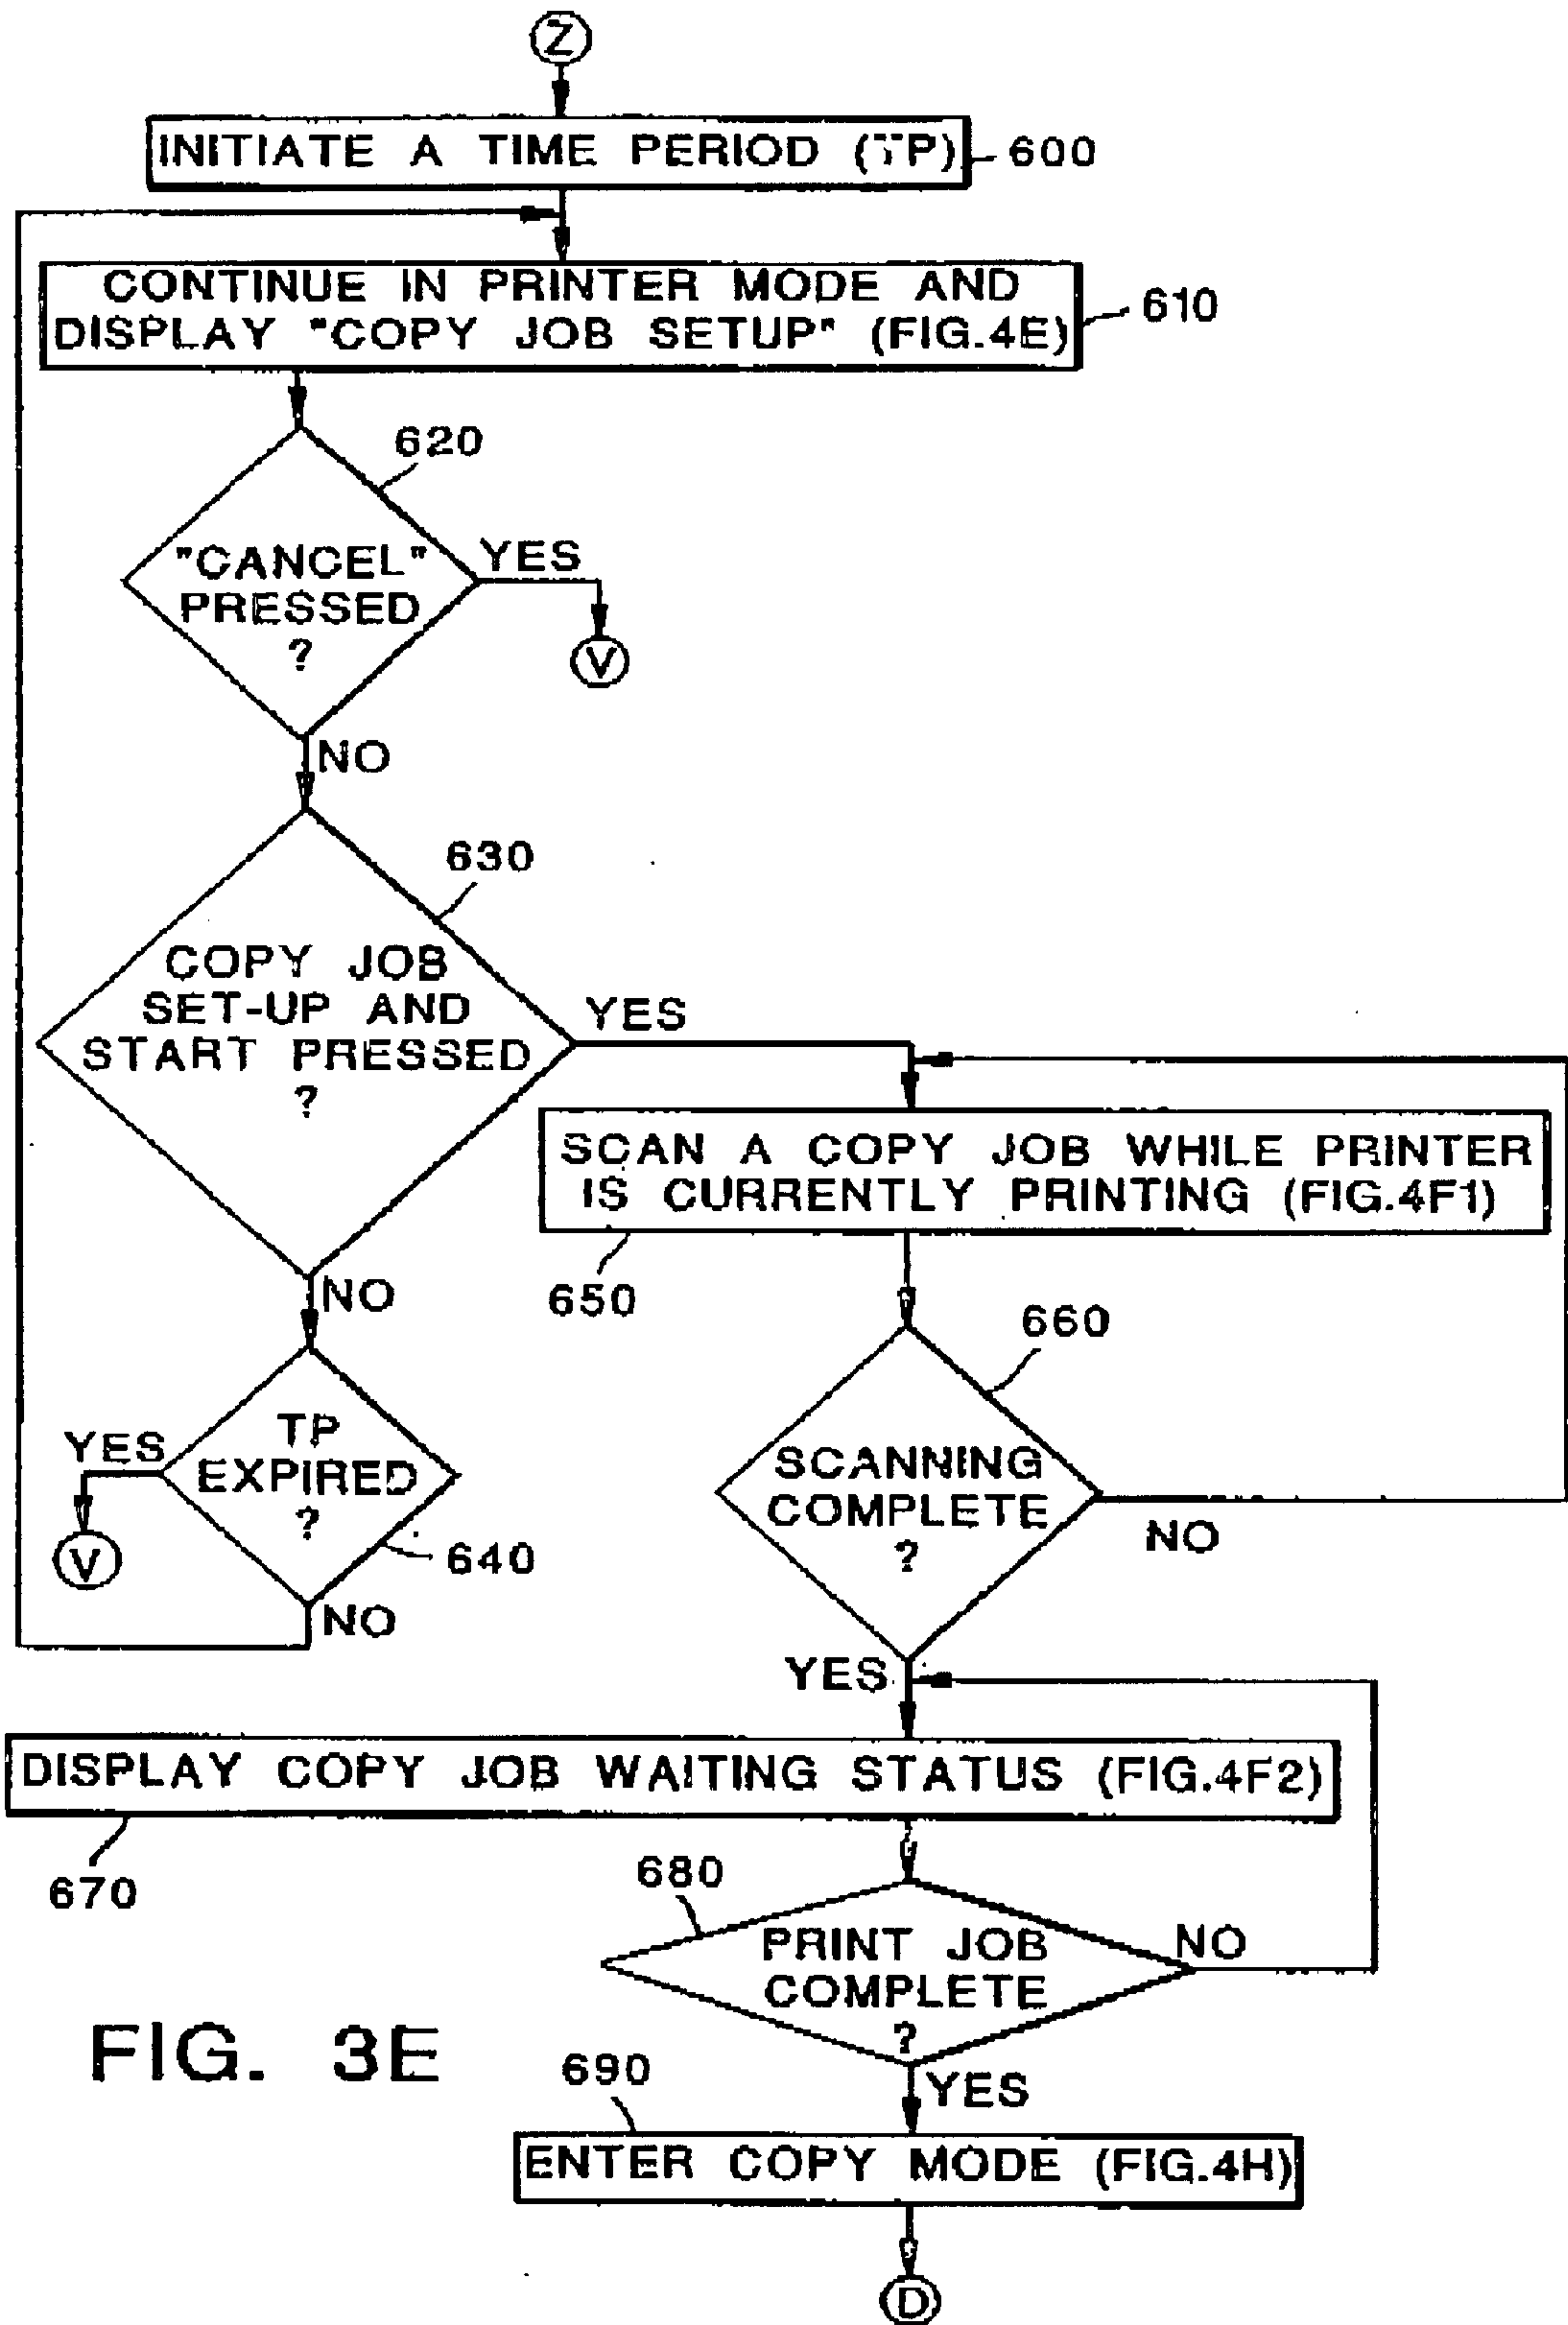 Z
INITIATE A TIME PERIOD (TP)
600
CONTINUE IN PRINTER MODE AND
DISPLAY "COPY JOB SETUP" (FIG.4E)
610
620
"CANCEL"
PRESSED
?
YES
V
NO
630
COPY JOB
SET-UP AND
START PRESSED
?
YES
NO
SCAN A COPY JOB WHILE PRINTER
IS CURRENTLY PRINTING (FIG.4F1)
650
660
TP
EXPIRED
?
YES
V
640
NO
SCANNING
COMPLETE
?
NO
YES
DISPLAY COPY JOB WAITING STATUS (FIG.4F2)
670
680
PRINT JOB
COMPLETE
?
NO
YES
690
ENTER COPY MODE (FIG.4H)
D
FIG. 3E